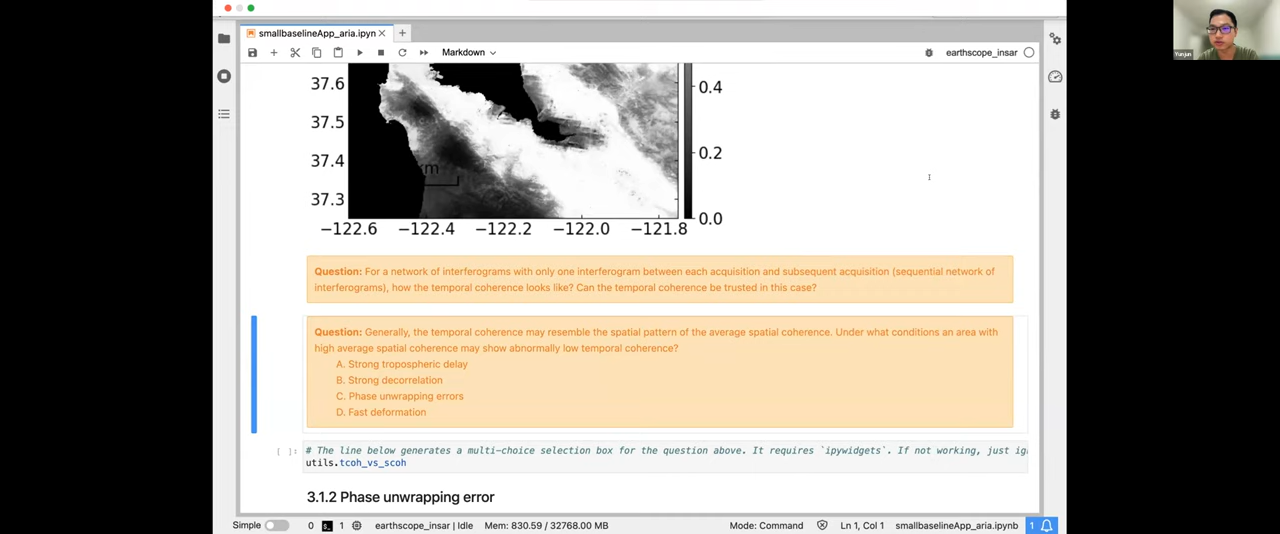 smallbaselineApp_aria.ipyn
Markdown
earthscope_insar
Yunjun
37.6
37.5
37.4
37.3
km
0.4
0.2
0.0
−122.6 −122.4 −122.2 −122.0 −121.8
Question: For a network of interferograms with only one interferogram between each acquisition and subsequent acquisition (sequential network of
interferograms), how the temporal coherence looks like? Can the temporal coherence be trusted in this case?
Question: Generally, the temporal coherence may resemble the spatial pattern of the average spatial coherence. Under what conditions an area with
high average spatial coherence may show abnormally low temporal coherence?
A. Strong tropospheric delay
B. Strong decorrelation
C. Phase unwrapping errors
D. Fast deformation
[ ]: # The line below generates a multi-choice selection box for the question above. It requires `ipywidgets`. If not working, just ig
utils.tcoh_vs_scoh
3.1.2 Phase unwrapping error
Simple 0 1 earthscope_insar | Idle Mem: 830.59 / 32768.00 MB Mode: Command Ln 1, Col 1 smallbaselineApp_aria.ipynb 1